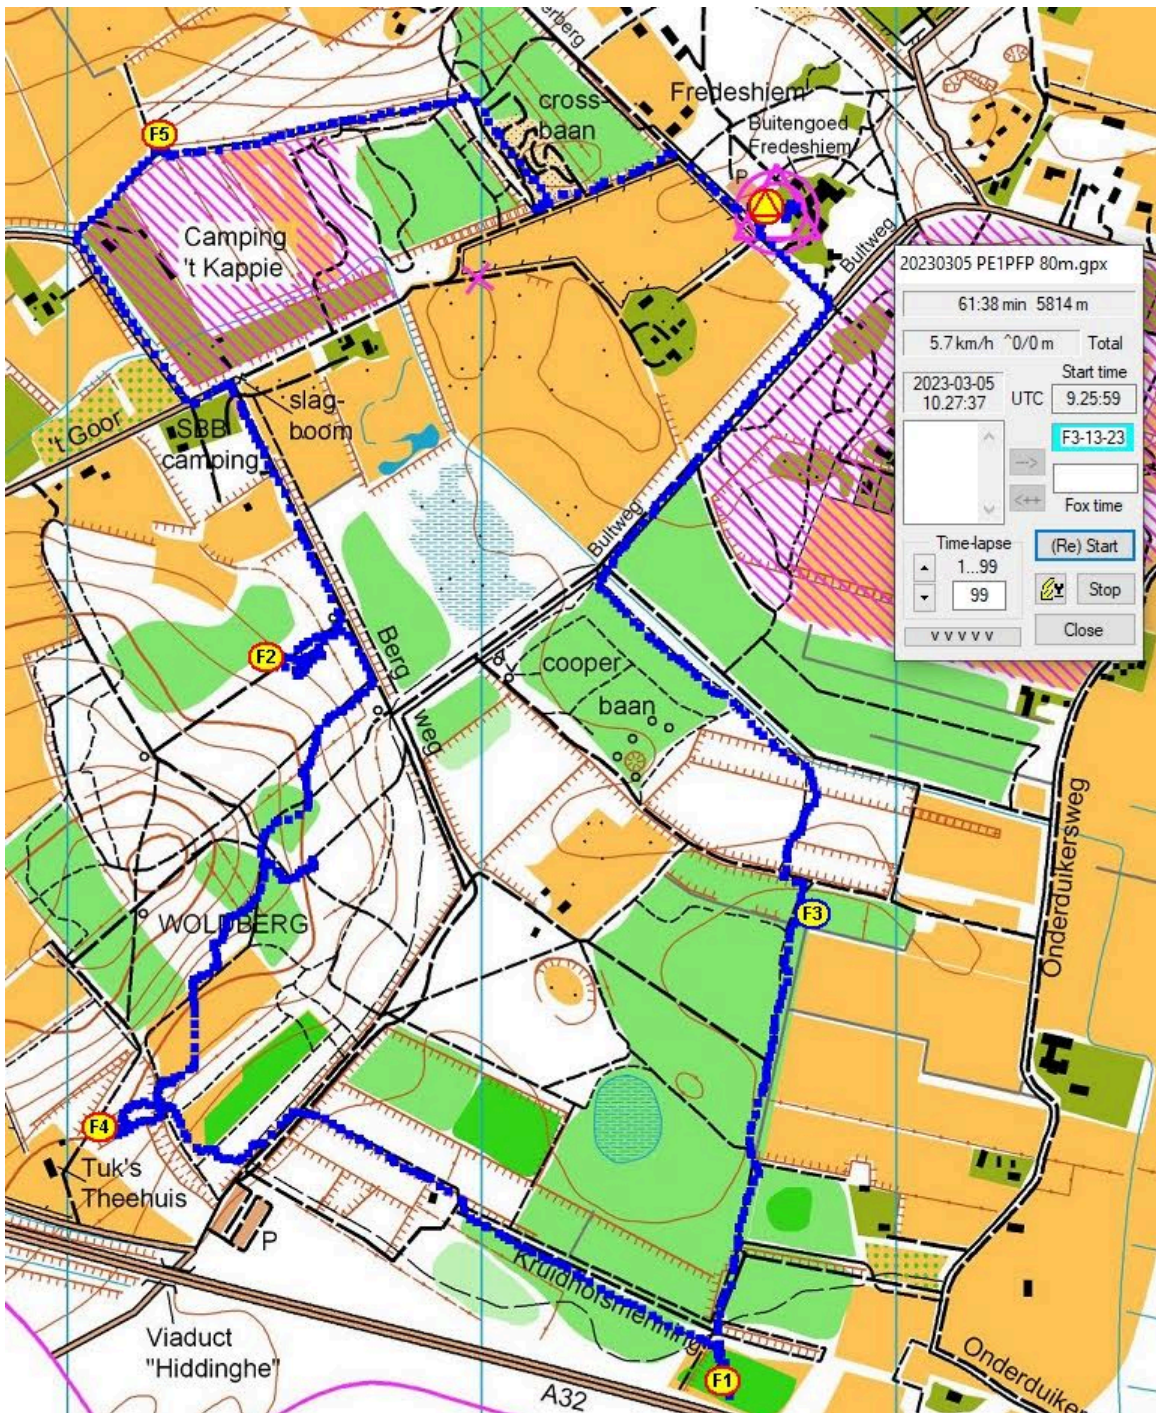 erberg
cross-
baan
Fredeshiem
Buitengoed
Fredeshiem
P
F5
Camping
't Kappie
Bultweg
20230305 PE1PFP 80m.gpx
61:38 min 5814 m
5.7 km/h ^0/0 m Total
Start time
2023-03-05
10.27:37
UTC
9.25:59
F3-13-23
-->
<++
Fox time
Time-lapse
1...99
99
(Re) Start
Stop
Close
v v v v v
slag-
boom
't Goor
SBB
camping
Bultweg
F2
Berg
weg
cooper
baan
Onderduikersweg
WOLDBERG
F3
F4
Tuk's
Theehuis
P
Kruidhofsmenning
Viaduct
"Hiddinghe"
A32
F1
Onderduiker